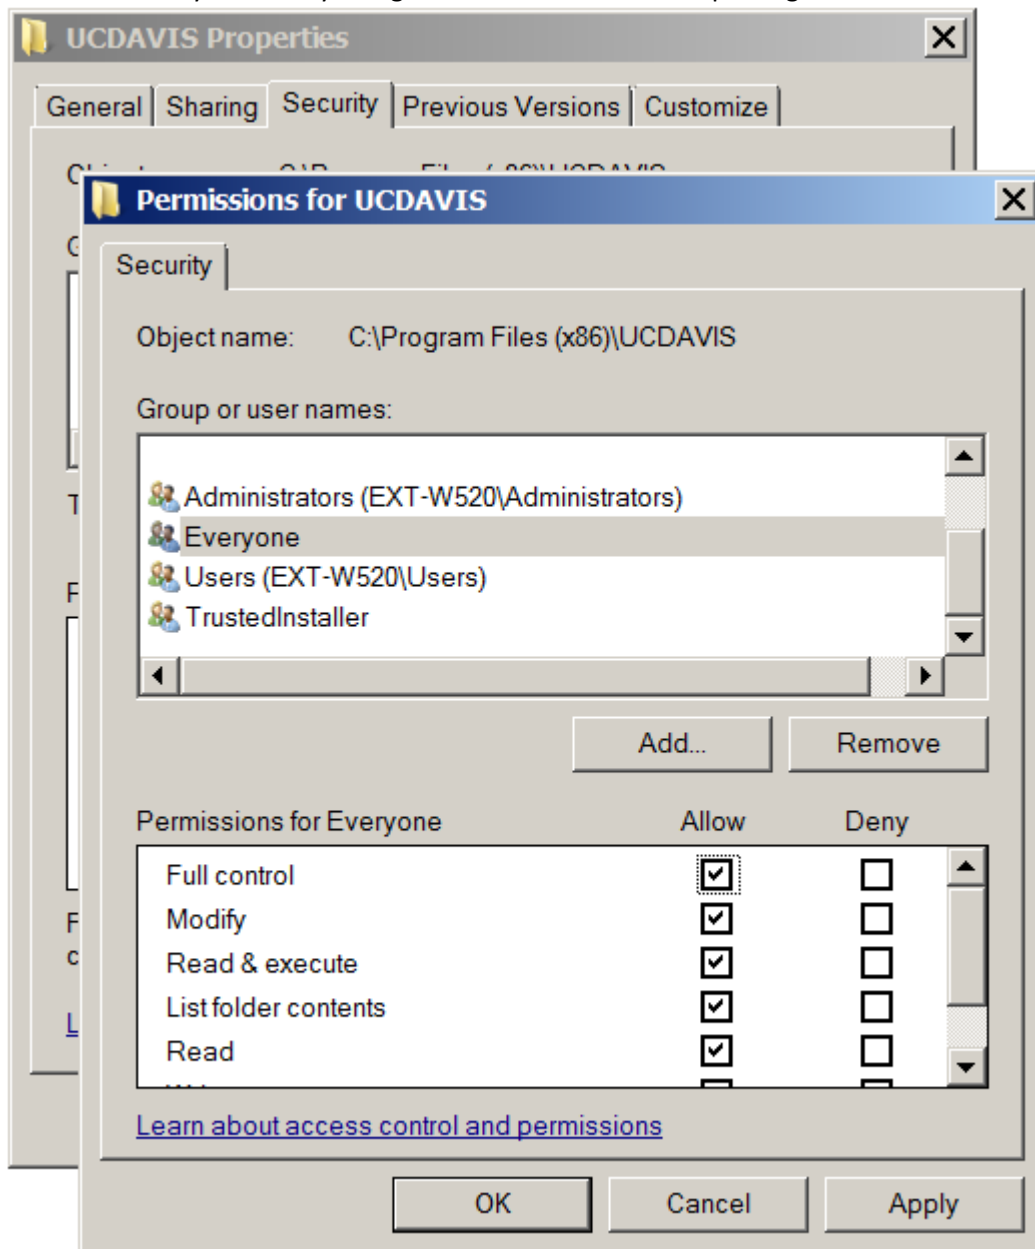 UCDAVIS Properties
General Sharing Security Previous Versions Customize
Permissions for UCDAVIS
Security
Object name: C:\Program Files (x86)\UCDAVIS
Group or user names:
Administrators (EXT-W520\Administrators)
Everyone
Users (EXT-W520\Users)
TrustedInstaller
Add... Remove
Permissions for Everyone Allow Deny
Full control
Modify
Read & execute
List folder contents
Read
Learn about access control and permissions
OK Cancel Apply